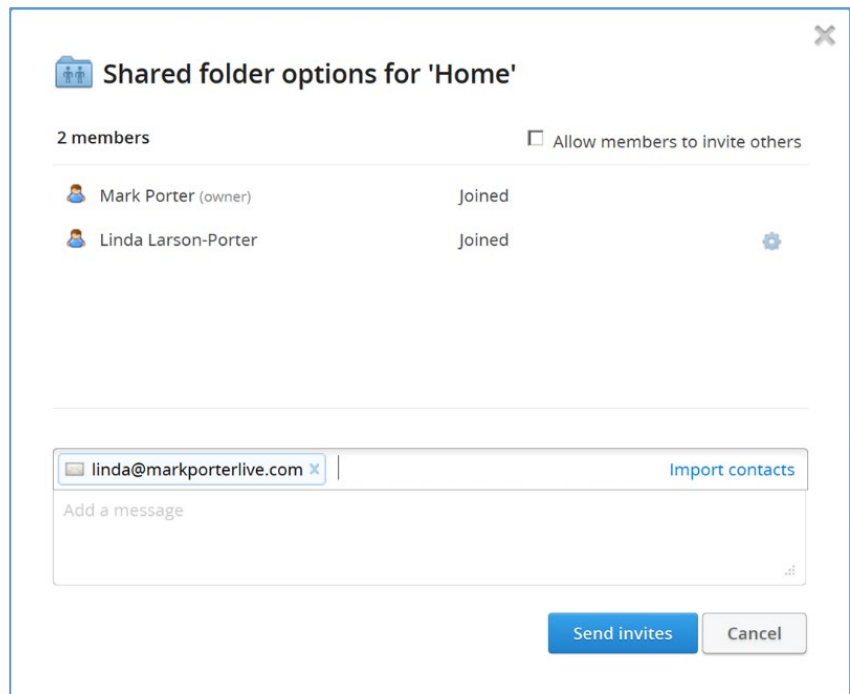 Shared folder options for 'Home'
2 members
Allow members to invite others
Mark Porter (owner) Joined
Linda Larson-Porter Joined
linda@markporterlive.com x Import contacts
Add a message
Send invites Cancel